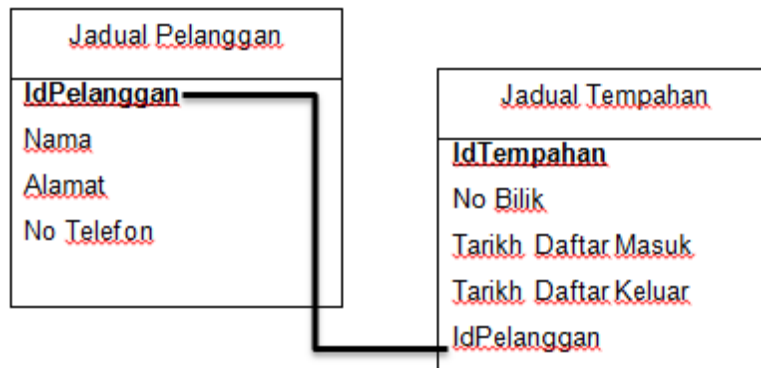 Jadual Pelanggan
IdPelanggan
Nama
Alamat
No Telefon
Jadual Tempahan
IdTempahan
No Bilik
Tarikh Daftar Masuk
Tarikh Daftar Keluar
IdPelanggan